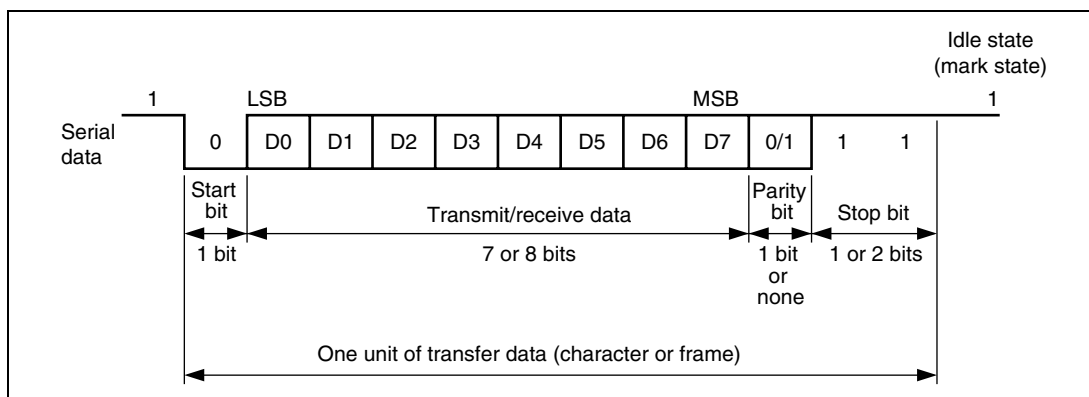 Idle state
(mark state)
1 LSB MSB 1
Serial
data
0 D0 D1 D2 D3 D4 D5 D6 D7 0/1 1 1
Start
bit
Transmit/receive data
Parity
bit
Stop bit
1 bit
7 or 8 bits
1 bit
or
none
1 or 2 bits
One unit of transfer data (character or frame)